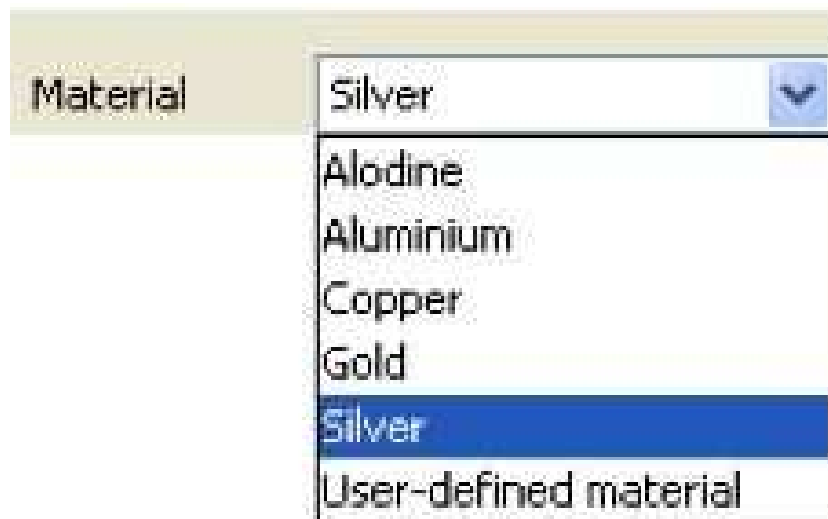 Material Silver
Alodine
Aluminium
Copper
Gold
Silver
User-defined material